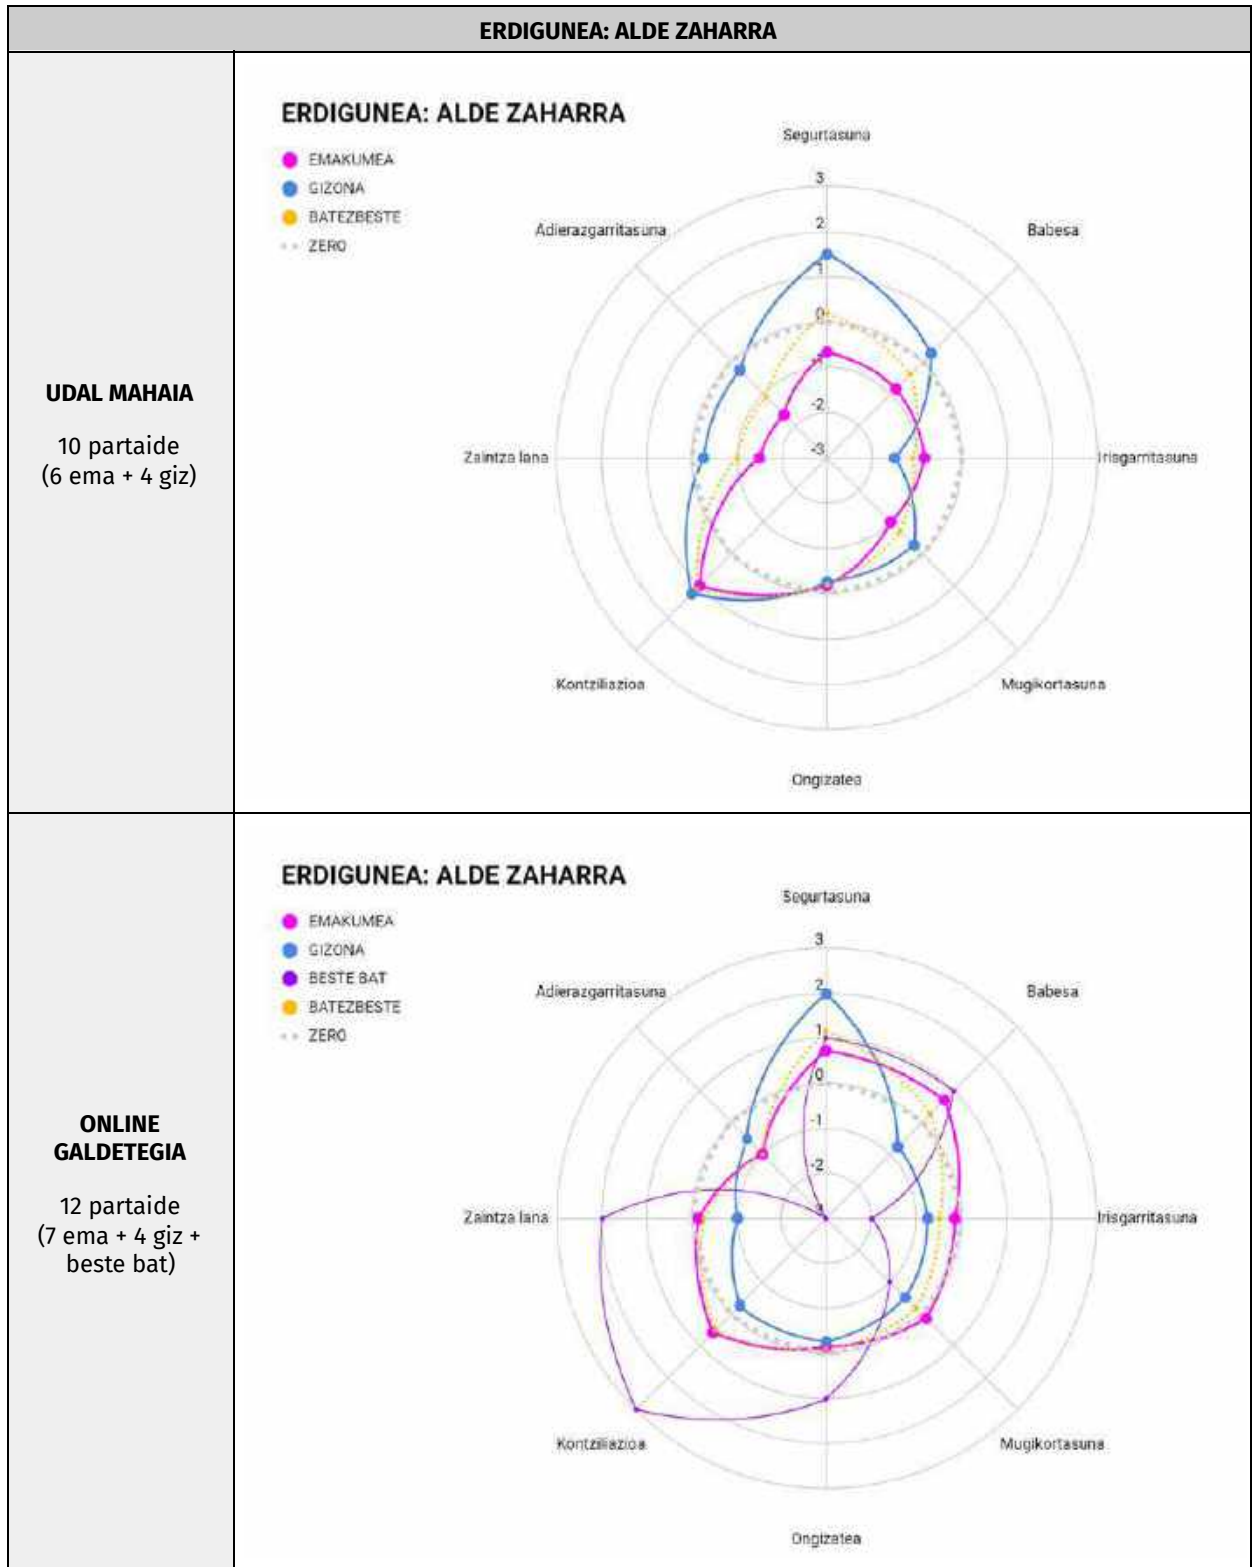 ERDIGUNEA: ALDE ZAHARRA
UDAL MAHAIA
10 partaide
(6 ema + 4 giz)
ERDIGUNEA: ALDE ZAHARRA
EMAKUMEA
GIZONA
BATEZBESTE
ZERO
Segurtasuna
Babesa
Irisgarritasuna
Mugikortasuna
Ongizatea
Kontziliazioa
Zaintza lana
Adierazgarritasuna
3
2
1
0
-1
-2
-3
ONLINE
GALDETEGIA
12 partaide
(7 ema + 4 giz +
beste bat)
ERDIGUNEA: ALDE ZAHARRA
EMAKUMEA
GIZONA
BESTE BAT
BATEZBESTE
ZERO
Segurtasuna
Babesa
Irisgarritasuna
Mugikortasuna
Ongizatea
Kontziliazioa
Zaintza lana
Adierazgarritasuna
3
2
1
0
-1
-2
-3